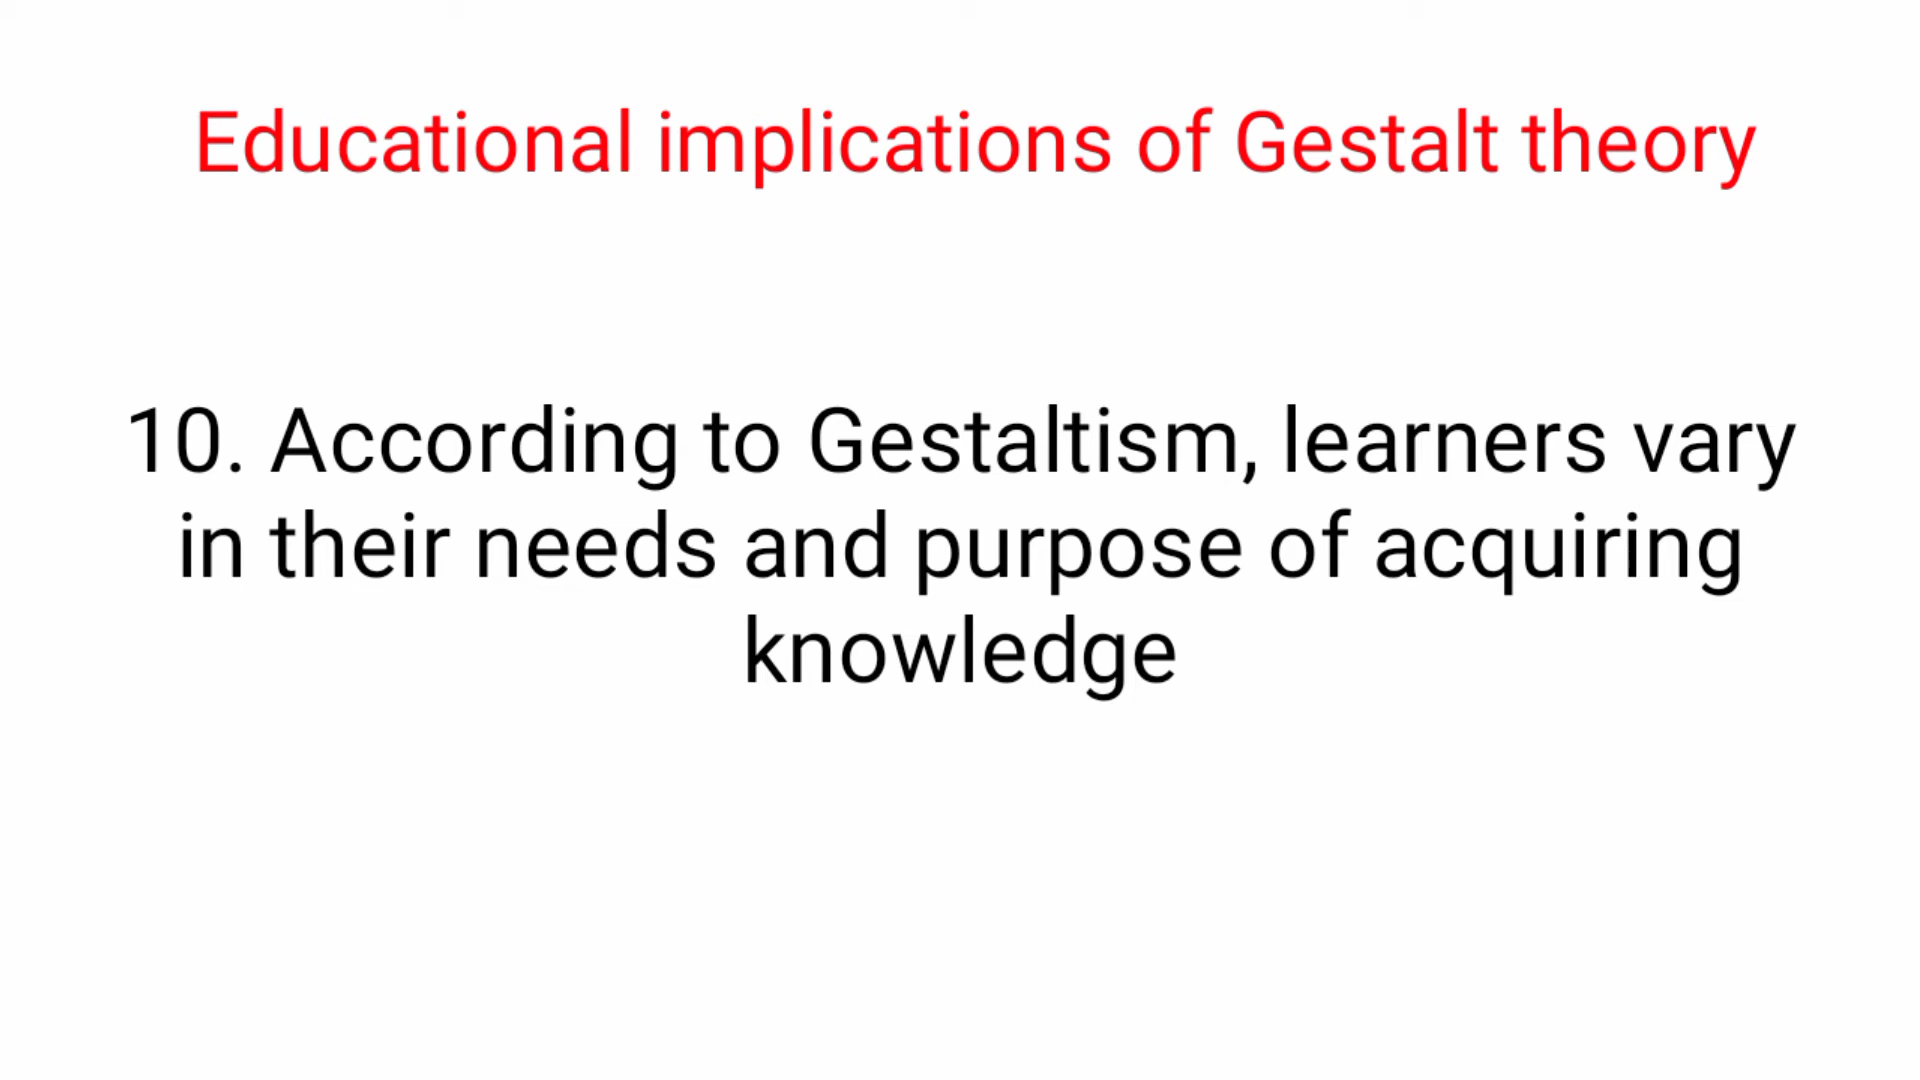 Educational implications of Gestalt theory
10. According to Gestaltism, learners vary
in their needs and purpose of acquiring
knowledge